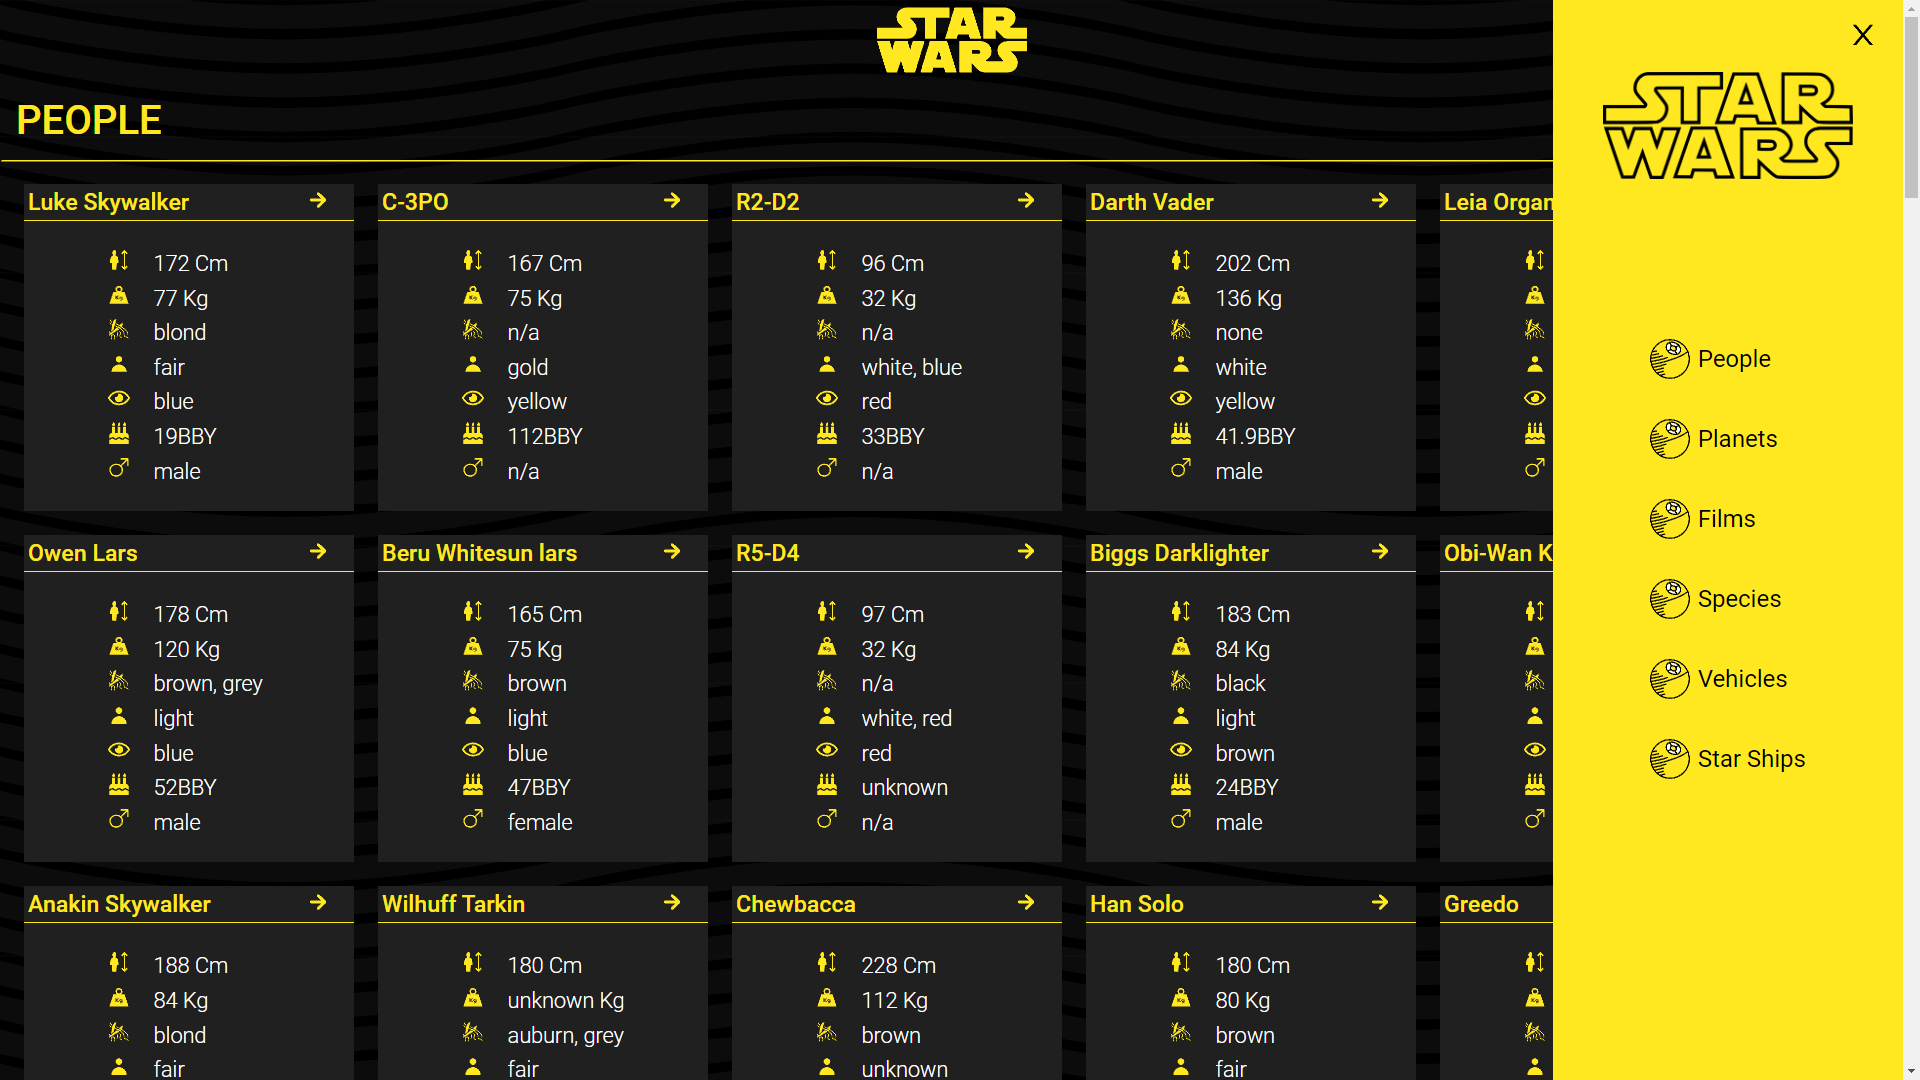 STAR
WARS
PEOPLE
Luke Skywalker
172 Cm
77 Kg
blond
fair
blue
19BBY
male
C-3PO
167 Cm
75 Kg
n/a
gold
yellow
112BBY
n/a
R2-D2
96 Cm
32 Kg
n/a
white, blue
red
33BBY
n/a
Darth Vader
202 Cm
136 Kg
none
white
yellow
41.9BBY
male
Leia Organ
Owen Lars
178 Cm
120 Kg
brown, grey
light
blue
52BBY
male
Beru Whitesun lars
165 Cm
75 Kg
brown
light
blue
47BBY
female
R5-D4
97 Cm
32 Kg
n/a
white, red
red
unknown
n/a
Biggs Darklighter
183 Cm
84 Kg
black
light
brown
24BBY
male
Obi-Wan K
Anakin Skywalker
188 Cm
84 Kg
blond
fair
Wilhuff Tarkin
180 Cm
unknown Kg
auburn, grey
fair
Chewbacca
228 Cm
112 Kg
brown
unknown
Han Solo
180 Cm
80 Kg
brown
fair
Greedo
X
STAR
WARS
People
Planets
Films
Species
Vehicles
Star Ships